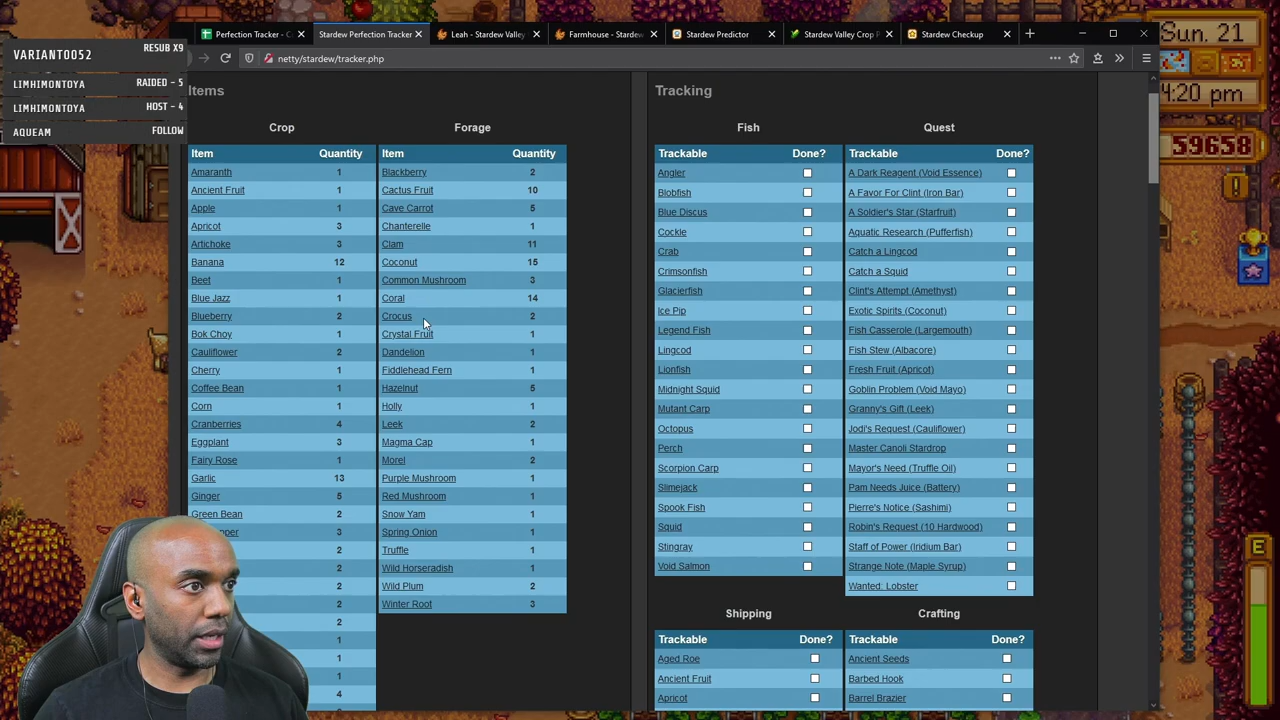 Perfection Tracker - C
Stardew Perfection Tracker
Leah - Stardew Valley
Farmhouse - Stardew
Stardew Predictor
Stardew Valley Crop P
Stardew Checkup
netty/stardew/tracker.php
VARIANT0052
RESUB X9
LIMHIMONTOYA
RAIDED - 5
LIMHIMONTOYA
HOST - 4
AQUEAM
FOLLOW
Sun. 21
4:20 pm
59658
E
Items
Crop
Item Quantity
Amaranth 1
Ancient Fruit 1
Apple 1
Apricot 3
Artichoke 3
Banana 12
Beet 1
Blue Jazz 1
Blueberry 2
Bok Choy 1
Cauliflower 2
Cherry 1
Coffee Bean 1
Corn 1
Cranberries 4
Eggplant 3
Fairy Rose 1
Garlic 13
Ginger 5
Green Bean 2
3
2
2
2
2
2
1
1
1
4
Forage
Item Quantity
Blackberry 2
Cactus Fruit 10
Cave Carrot 5
Chanterelle 1
Clam 11
Coconut 15
Common Mushroom 3
Coral 14
Crocus 2
Crystal Fruit 1
Dandelion 1
Fiddlehead Fern 1
Hazelnut 5
Holly 1
Leek 2
Magma Cap 1
Morel 2
Purple Mushroom 1
Red Mushroom 1
Snow Yam 1
Spring Onion 1
Truffle 1
Wild Horseradish 1
Wild Plum 2
Winter Root 3
Tracking
Fish
Trackable Done?
Angler
Blobfish
Blue Discus
Cockle
Crab
Crimsonfish
Glacierfish
Ice Pip
Legend Fish
Lingcod
Lionfish
Midnight Squid
Mutant Carp
Octopus
Perch
Scorpion Carp
Slimejack
Spook Fish
Squid
Stingray
Void Salmon
Quest
Trackable Done?
A Dark Reagent (Void Essence)
A Favor For Clint (Iron Bar)
A Soldier's Star (Starfruit)
Aquatic Research (Pufferfish)
Catch a Lingcod
Catch a Squid
Clint's Attempt (Amethyst)
Exotic Spirits (Coconut)
Fish Casserole (Largemouth)
Fish Stew (Albacore)
Fresh Fruit (Apricot)
Goblin Problem (Void Mayo)
Granny's Gift (Leek)
Jodi's Request (Cauliflower)
Master Canoli Stardrop
Mayor's Need (Truffle Oil)
Pam Needs Juice (Battery)
Pierre's Notice (Sashimi)
Robin's Request (10 Hardwood)
Staff of Power (Iridium Bar)
Strange Note (Maple Syrup)
Wanted: Lobster
Shipping
Trackable Done?
Aged Roe
Ancient Fruit
Apricot
Crafting
Trackable Done?
Ancient Seeds
Barbed Hook
Barrel Brazier